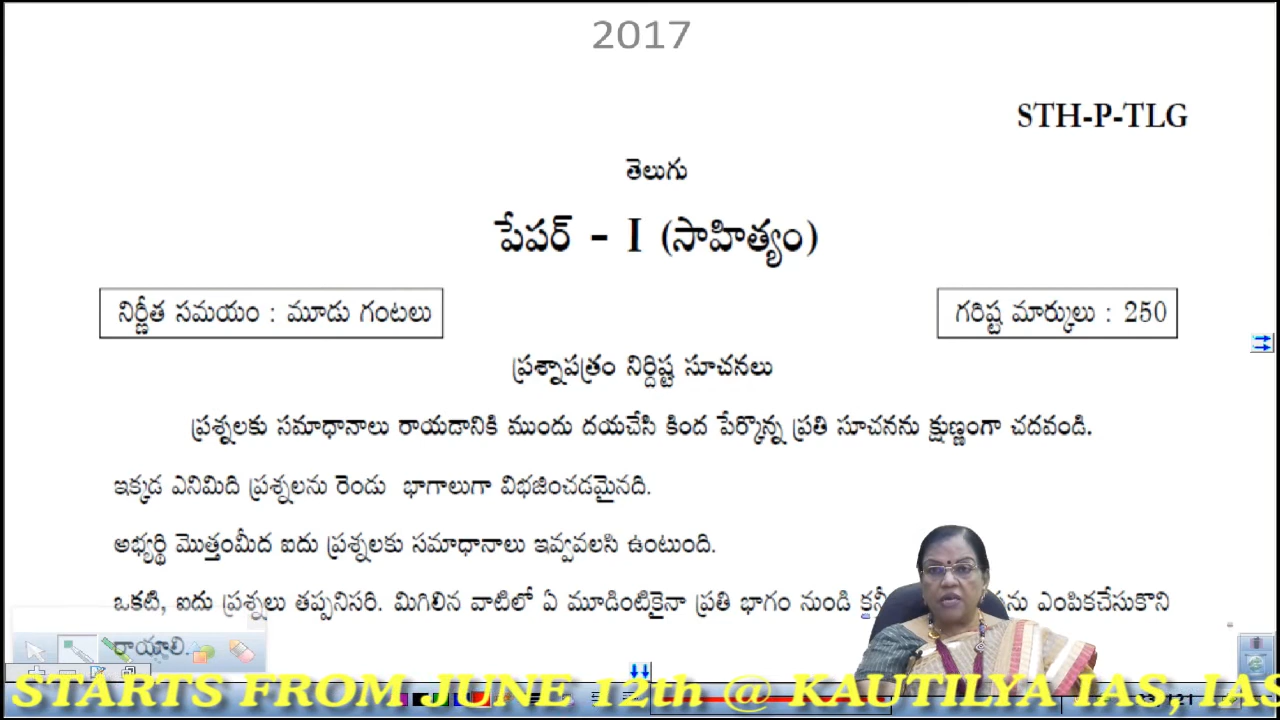 2017
STH-P-TLG
తెలుగు
పేపర్ - I (సాహిత్యం)
నిర్ణీత సమయం : మూడు గంటలు
గరిష్ట మార్కులు : 250
ప్రశ్నాపత్రం నిర్దిష్ట సూచనలు
ప్రశ్నలకు సమాధానాలు రాయడానికి ముందు దయచేసి కింద పేర్కొన్న ప్రతి సూచనను క్షుణ్ణంగా చదవండి.
ఇక్కడ ఎనిమిది ప్రశ్నలను రెండు భాగాలుగా విభజించడమైనది.
అభ్యర్థి మొత్తంమీద ఐదు ప్రశ్నలకు సమాధానాలు ఇవ్వవలసి ఉంటుంది.
ఒకటి, ఐదు ప్రశ్నలు తప్పనిసరి. మిగిలిన వాటిలో ఏ మూడింటికైనా ప్రతి భాగం నుండి ఎంపికచేసుకొని
రాయాలి.
STARTS FROM JUNE 12th @ KAUTILYA IAS, IAS